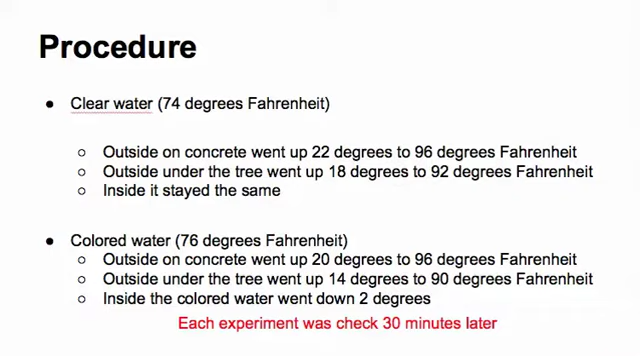 Procedure
● Clear water (74 degrees Fahrenheit)
○ Outside on concrete went up 22 degrees to 96 degrees Fahrenheit
○ Outside under the tree went up 18 degrees to 92 degrees Fahrenheit
○ Inside it stayed the same
● Colored water (76 degrees Fahrenheit)
○ Outside on concrete went up 20 degrees to 96 degrees Fahrenheit
○ Outside under the tree went up 14 degrees to 90 degrees Fahrenheit
○ Inside the colored water went down 2 degrees
Each experiment was check 30 minutes later